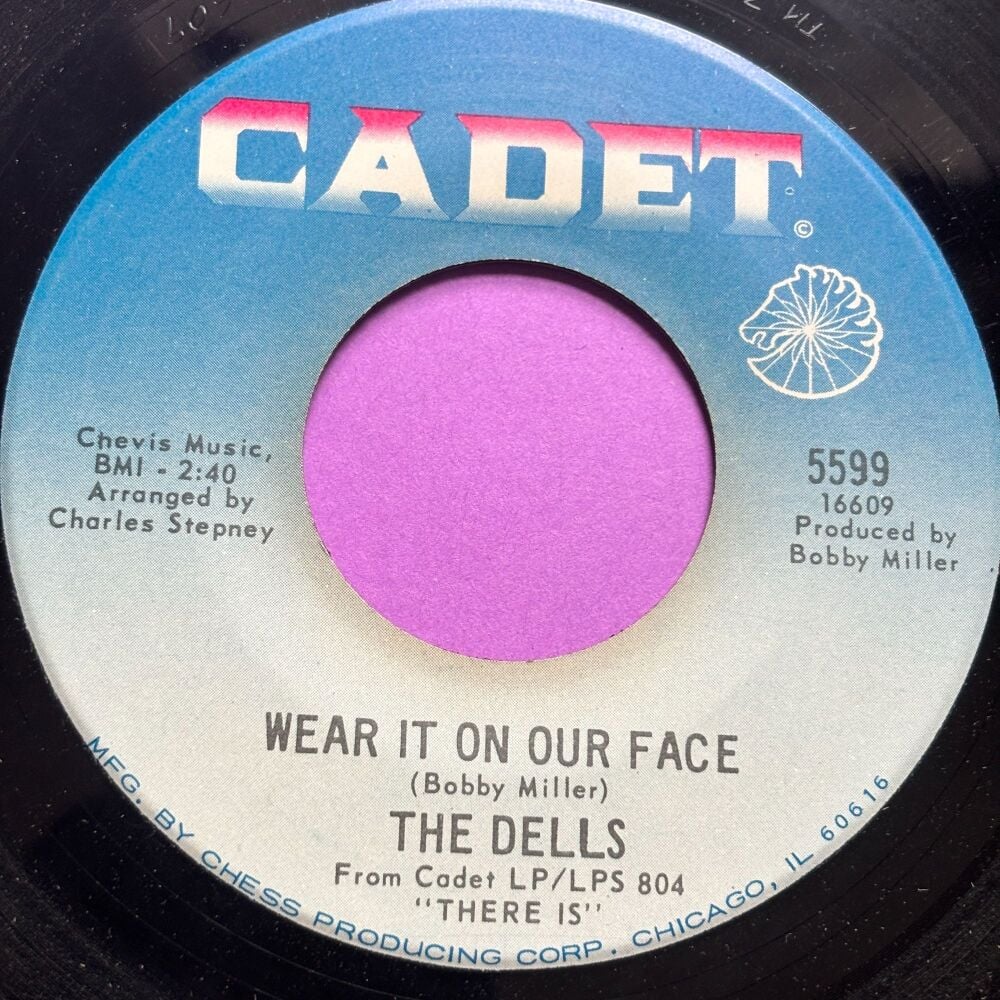 CADET
©
Chevis Music,
BMI - 2:40
Arranged by
Charles Stepney
5599
16609
Produced by
Bobby Miller
WEAR IT ON OUR FACE
(Bobby Miller)
THE DELLS
From Cadet LP/LPS 804
"THERE IS"
MFG. BY CHESS PRODUCING CORP. CHICAGO, IL 60616